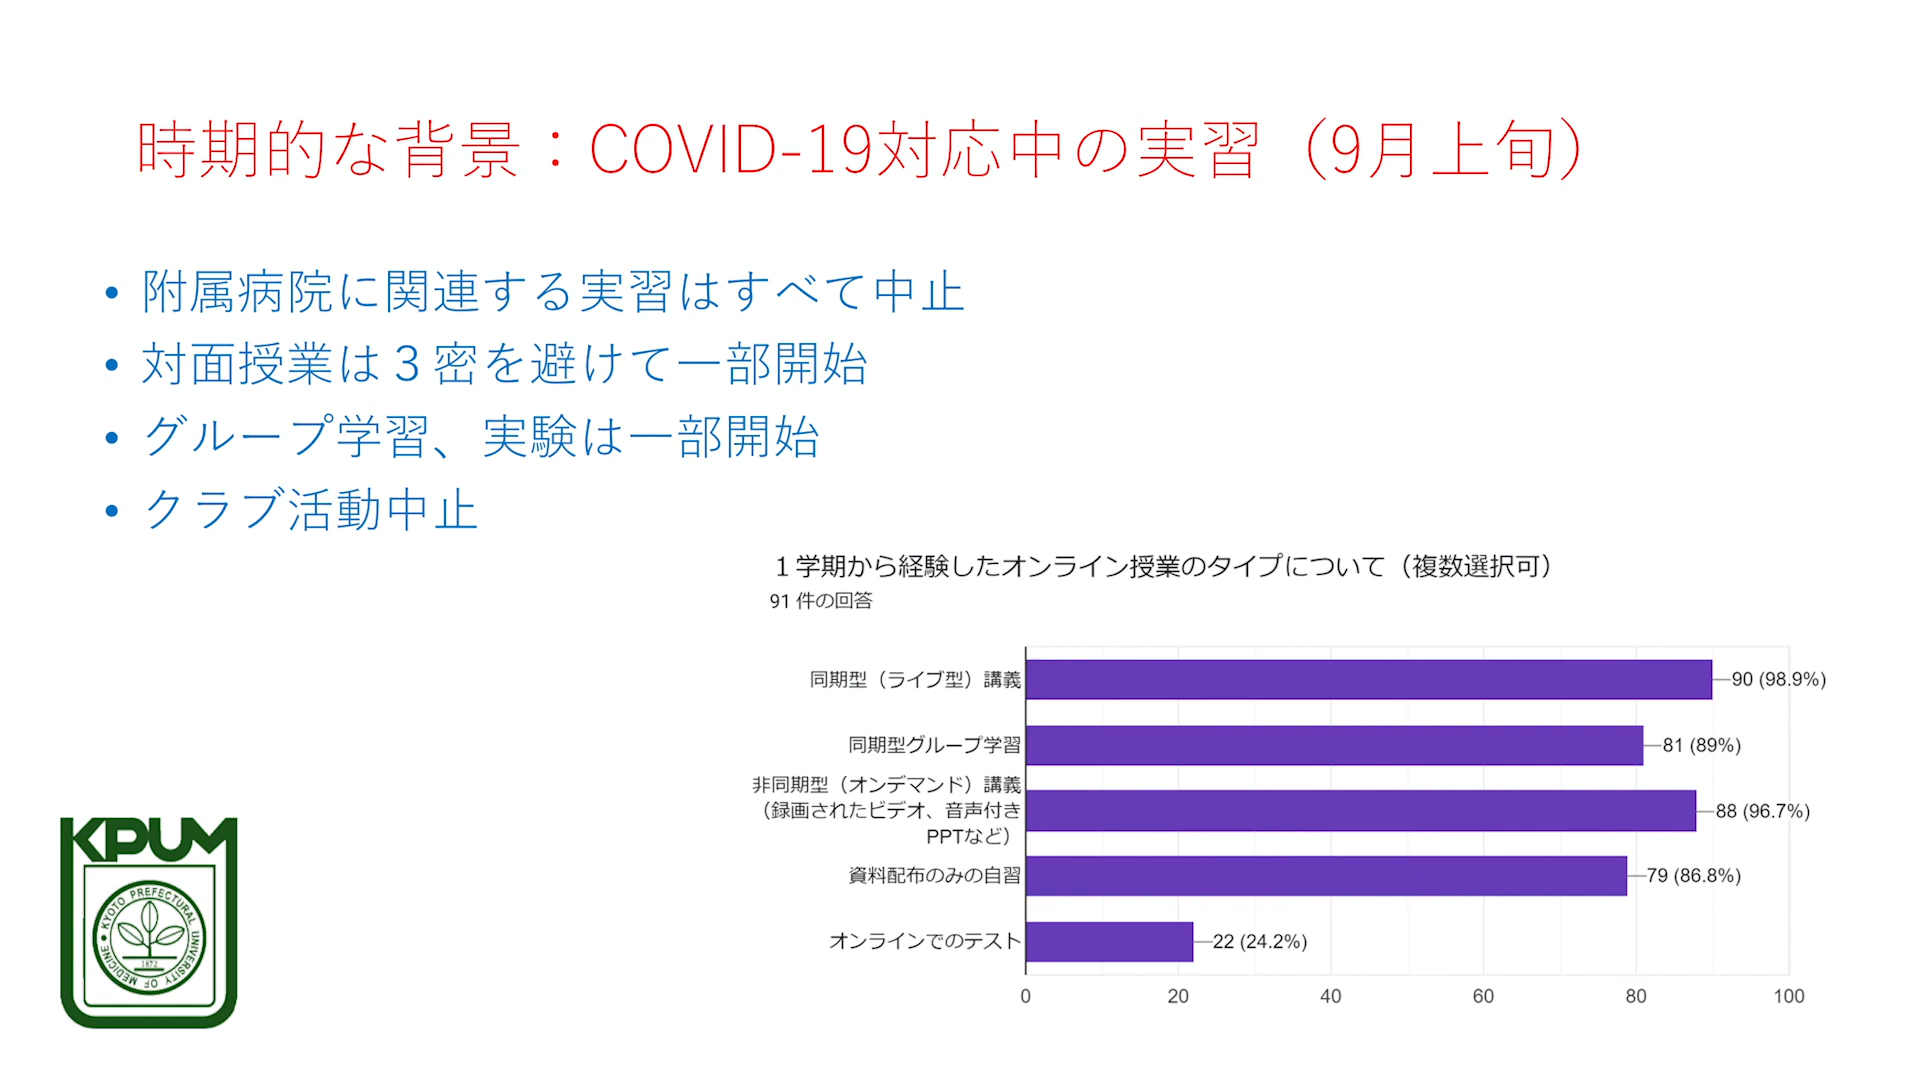 時期的な背景：COVID-19対応中の実習（9月上旬）
• 附属病院に関連する実習はすべて中止
• 対面授業は３密を避けて一部開始
• グループ学習、実験は一部開始
• クラブ活動中止
１学期から経験したオンライン授業のタイプについて（複数選択可）
91 件の回答
同期型（ライブ型）講義
90 (98.9%)
同期型グループ学習
81 (89%)
非同期型（オンデマンド）講義
（録画されたビデオ、音声付き
PPTなど）
88 (96.7%)
資料配布のみの自習
79 (86.8%)
オンラインでのテスト
22 (24.2%)
0 20 40 60 80 100
KPUM
KYOTO PREFECTURAL UNIVERSITY OF MEDICINE
1872